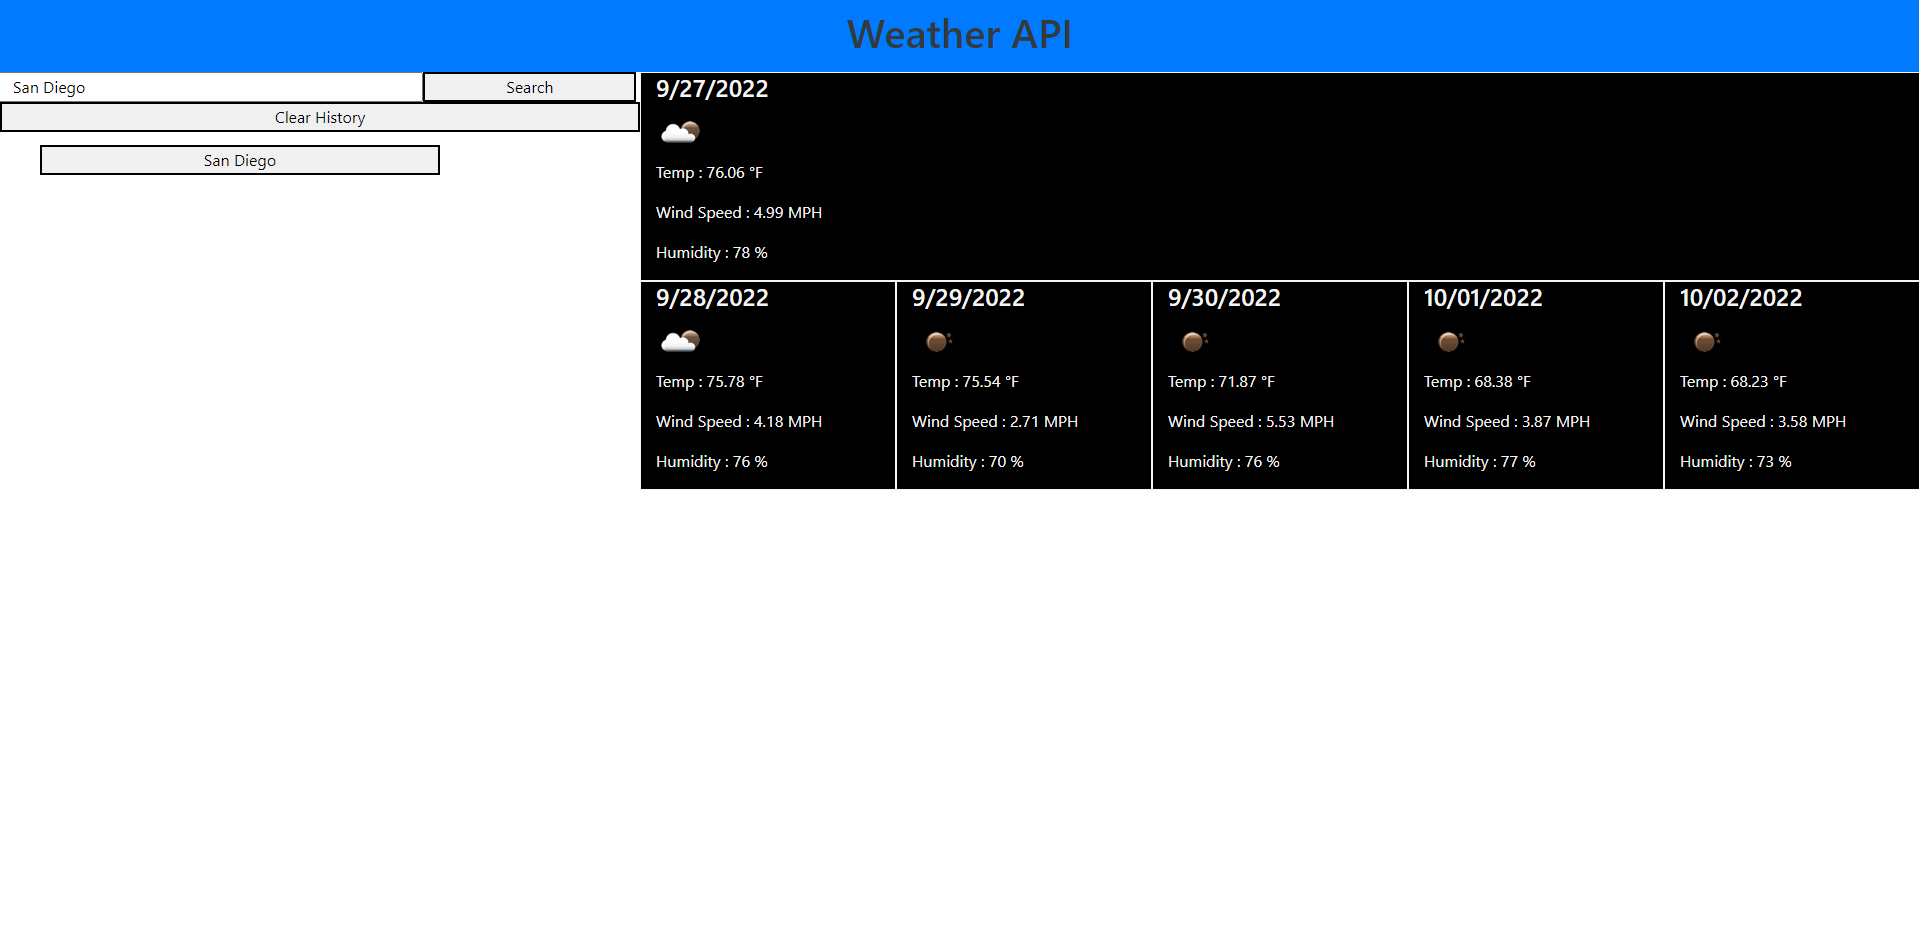 Weather API
San Diego
Search
Clear History
San Diego
9/27/2022
Temp : 76.06 °F
Wind Speed : 4.99 MPH
Humidity : 78 %
9/28/2022
Temp : 75.78 °F
Wind Speed : 4.18 MPH
Humidity : 76 %
9/29/2022
Temp : 75.54 °F
Wind Speed : 2.71 MPH
Humidity : 70 %
9/30/2022
Temp : 71.87 °F
Wind Speed : 5.53 MPH
Humidity : 76 %
10/01/2022
Temp : 68.38 °F
Wind Speed : 3.87 MPH
Humidity : 77 %
10/02/2022
Temp : 68.23 °F
Wind Speed : 3.58 MPH
Humidity : 73 %